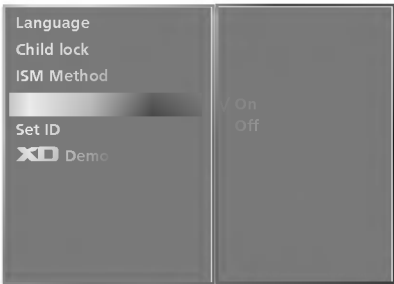 Language
Child lock
ISM Method
Set ID
XD Demo
On
Off